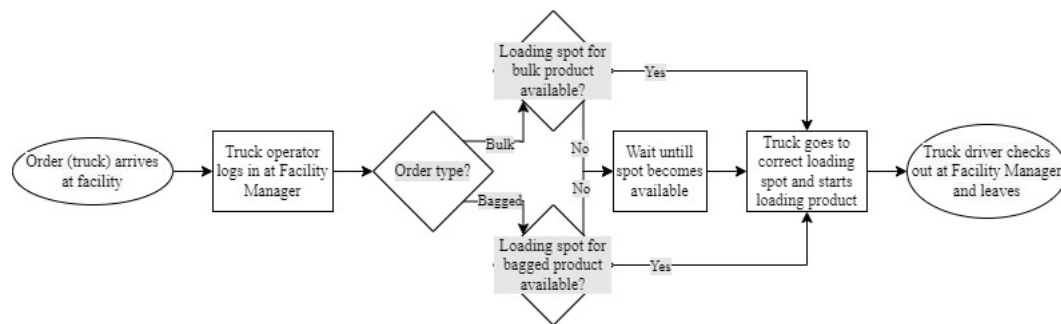 Order (truck) arrives
at facility
Truck operator
logs in at Facility
Manager
Order type?
Bulk
Bagged
Loading spot for
bulk product
available?
Yes
No
No
Loading spot for
bagged product
available?
Yes
Wait untill
spot becomes
available
Truck goes to
correct loading
spot and starts
loading product
Truck driver checks
out at Facility Manager
and leaves